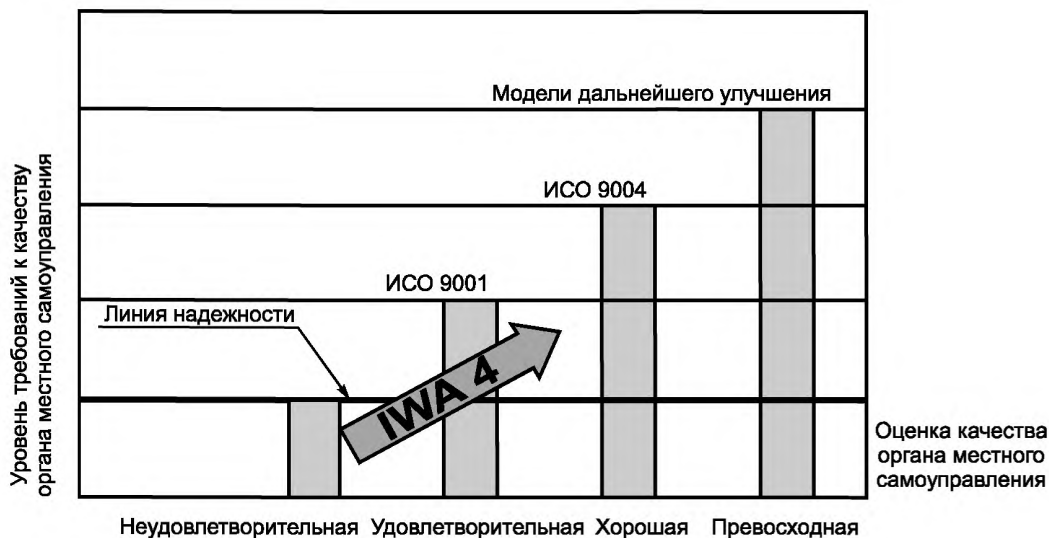 Модели дальнейшего улучшения
ИСО 9004
ИСО 9001
Линия надежности
IWA 4
Уровень требований к качеству
органа местного самоуправления
Оценка качества
органа местного
самоуправления
Неудовлетворительная Удовлетворительная Хорошая Превосходная